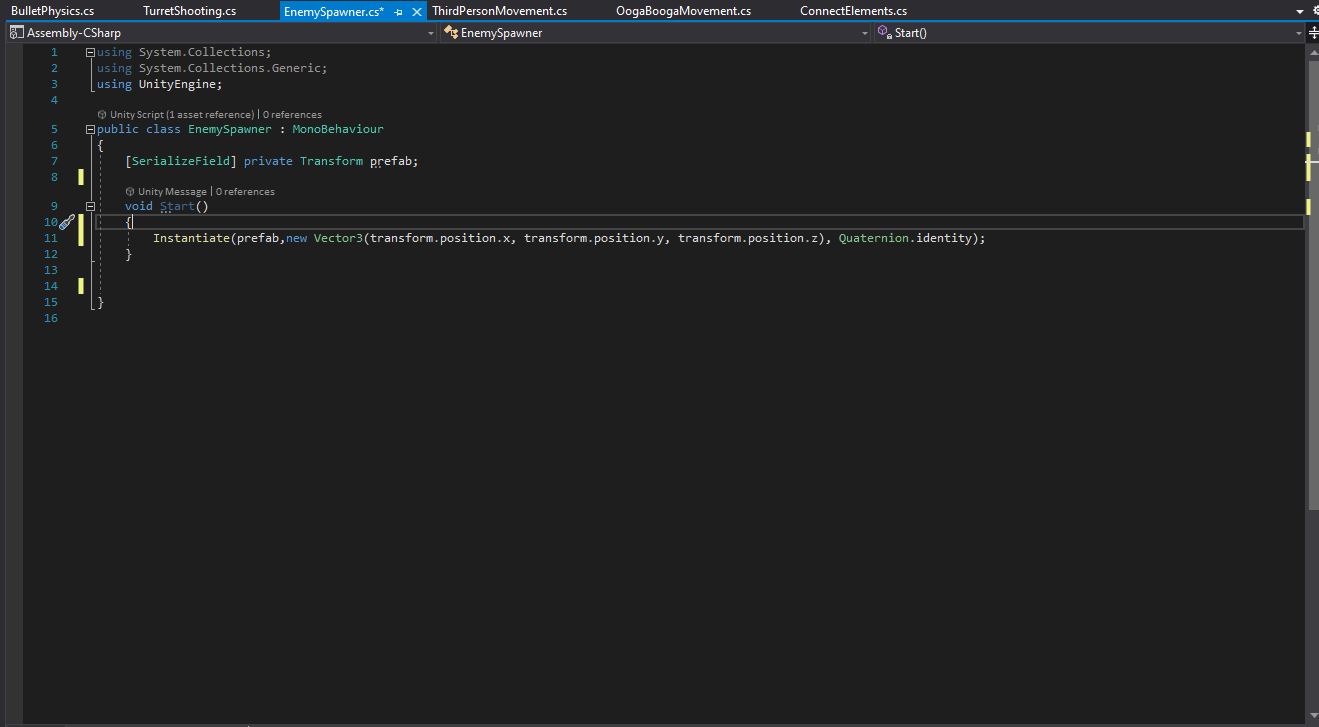 BulletPhysics.cs TurretShooting.cs EnemySpawner.cs* ThirdPersonMovement.cs OogaBoogaMovement.cs ConnectElements.cs
Assembly-CSharp EnemySpawner Start()
1 using System.Collections;
2 using System.Collections.Generic;
3 using UnityEngine;
4
Unity Script (1 asset reference) | 0 references
5 public class EnemySpawner : MonoBehaviour
6 {
7 [SerializeField] private Transform prefab;
8
Unity Message | 0 references
9 void Start()
10 {
11 Instantiate(prefab,new Vector3(transform.position.x, transform.position.y, transform.position.z), Quaternion.identity);
12 }
13
14
15 }
16